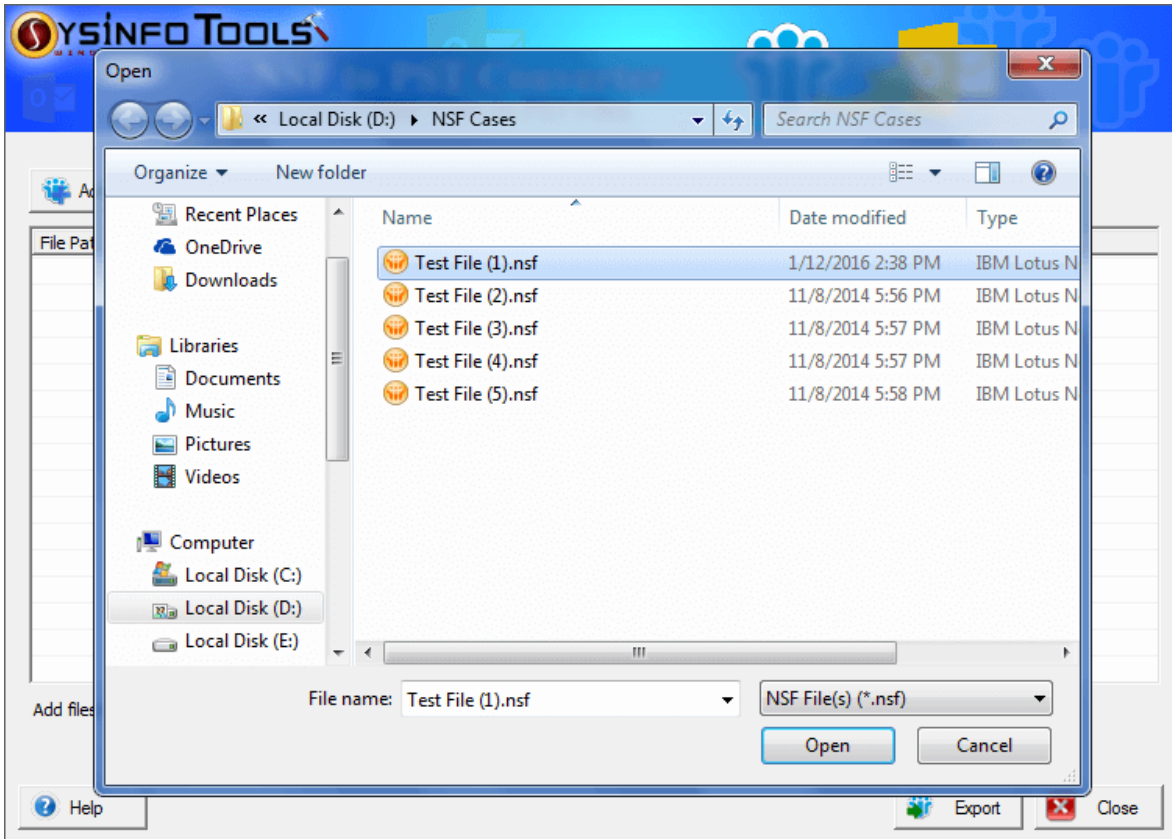 SYSINFO TOOLS
Open
« Local Disk (D:) ▸ NSF Cases
Search NSF Cases
Organize
New folder
Ad
File Pat
Recent Places
OneDrive
Downloads
Libraries
Documents
Music
Pictures
Videos
Computer
Local Disk (C:)
Local Disk (D:)
Local Disk (E:)
Name Date modified Type
Test File (1).nsf 1/12/2016 2:38 PM IBM Lotus N
Test File (2).nsf 11/8/2014 5:56 PM IBM Lotus N
Test File (3).nsf 11/8/2014 5:57 PM IBM Lotus N
Test File (4).nsf 11/8/2014 5:57 PM IBM Lotus N
Test File (5).nsf 11/8/2014 5:58 PM IBM Lotus N
File name: Test File (1).nsf NSF File(s) (*.nsf)
Add files
Open Cancel
Help Export Close